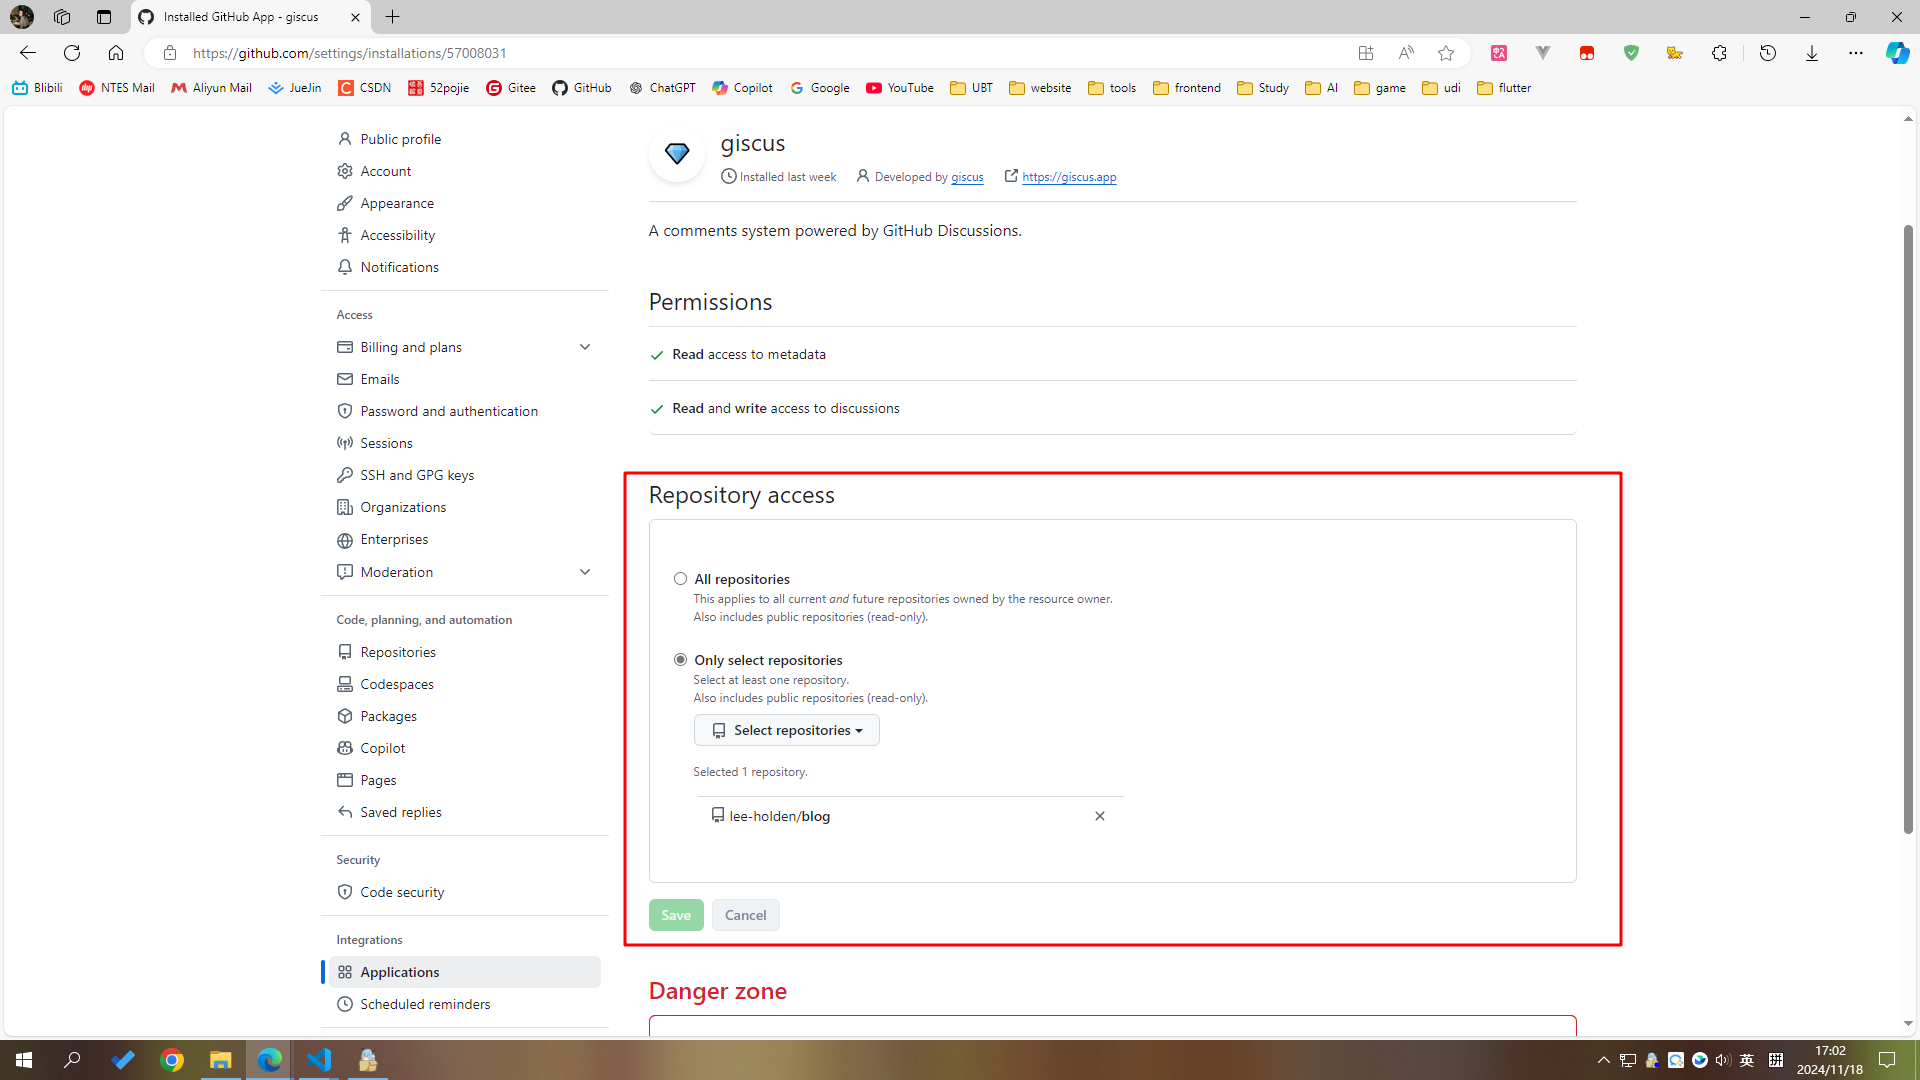 Installed GitHub App - giscus
https://github.com/settings/installations/57008031
Blibili
NTES Mail
Aliyun Mail
JueJin
CSDN
52pojie
Gitee
GitHub
ChatGPT
Copilot
Google
YouTube
UBT
website
tools
frontend
Study
AI
game
udi
flutter
Public profile
Account
Appearance
Accessibility
Notifications
Access
Billing and plans
Emails
Password and authentication
Sessions
SSH and GPG keys
Organizations
Enterprises
Moderation
Code, planning, and automation
Repositories
Codespaces
Packages
Copilot
Pages
Saved replies
Security
Code security
Integrations
Applications
Scheduled reminders
giscus
Installed last week
Developed by giscus
https://giscus.app
A comments system powered by GitHub Discussions.
Permissions
Read access to metadata
Read and write access to discussions
Repository access
All repositories
This applies to all current and future repositories owned by the resource owner.
Also includes public repositories (read-only).
Only select repositories
Select at least one repository.
Also includes public repositories (read-only).
Select repositories
Selected 1 repository.
lee-holden/blog
Save
Cancel
Danger zone
英
拼
17:02
2024/11/18